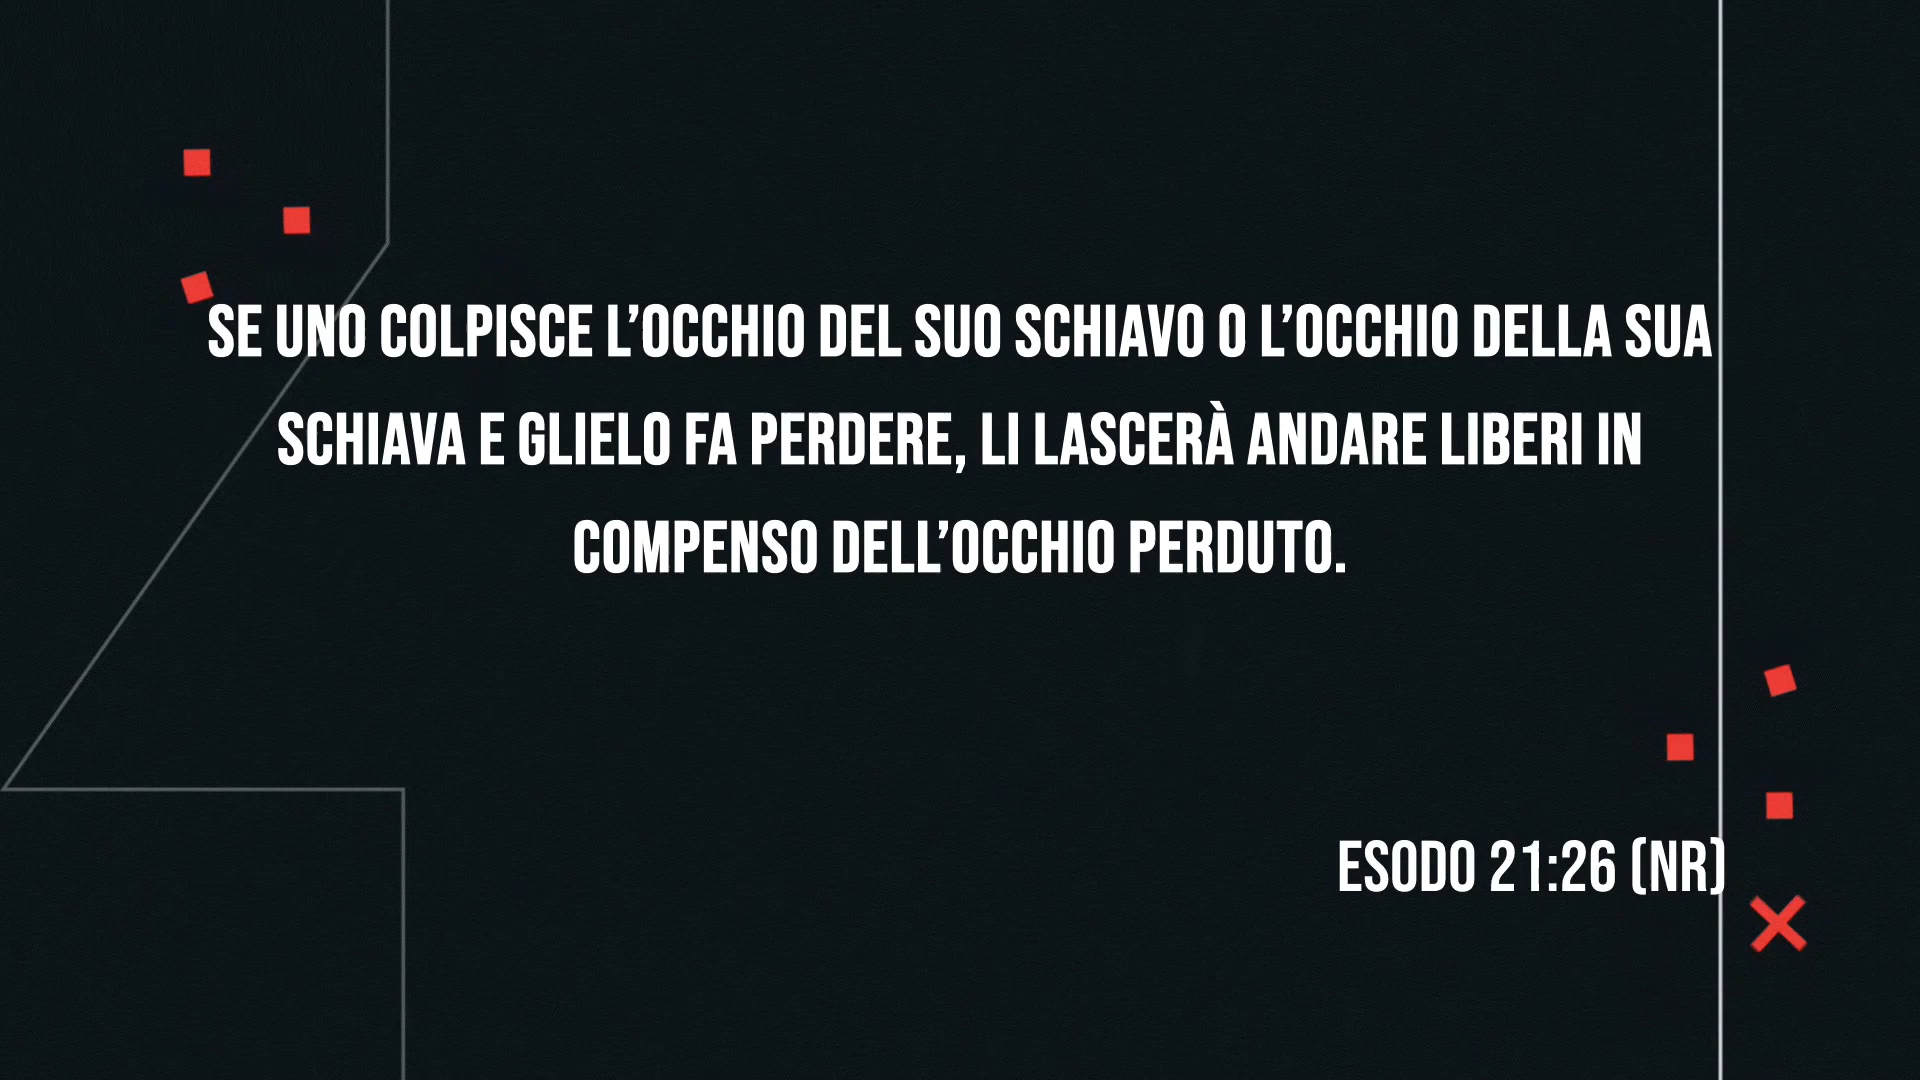 SE UNO COLPISCE L’OCCHIO DEL SUO SCHIAVO O L’OCCHIO DELLA SUA
SCHIAVA E GLIELO FA PERDERE, LI LASCERÀ ANDARE LIBERI IN
COMPENSO DELL’OCCHIO PERDUTO.
ESODO 21:26 (NR)